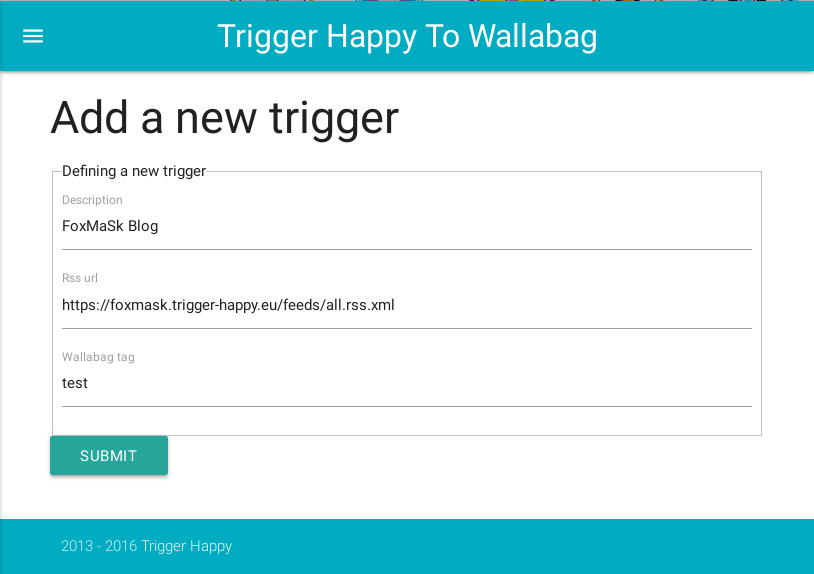 Trigger Happy To Wallabag
Add a new trigger
Defining a new trigger
Description
FoxMaSk Blog
Rss url
https://foxmask.trigger-happy.eu/feeds/all.rss.xml
Wallabag tag
test
SUBMIT
2013 - 2016 Trigger Happy